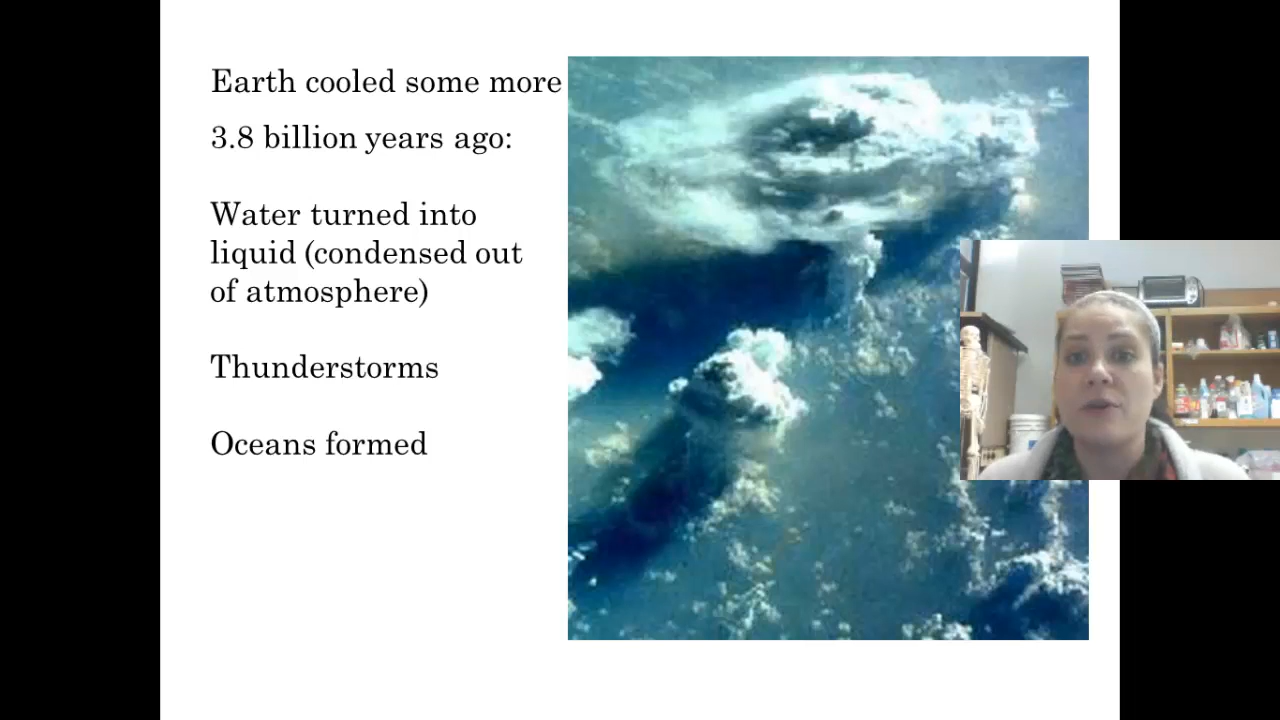 Earth cooled some more
3.8 billion years ago:
Water turned into
liquid (condensed out
of atmosphere)
Thunderstorms
Oceans formed